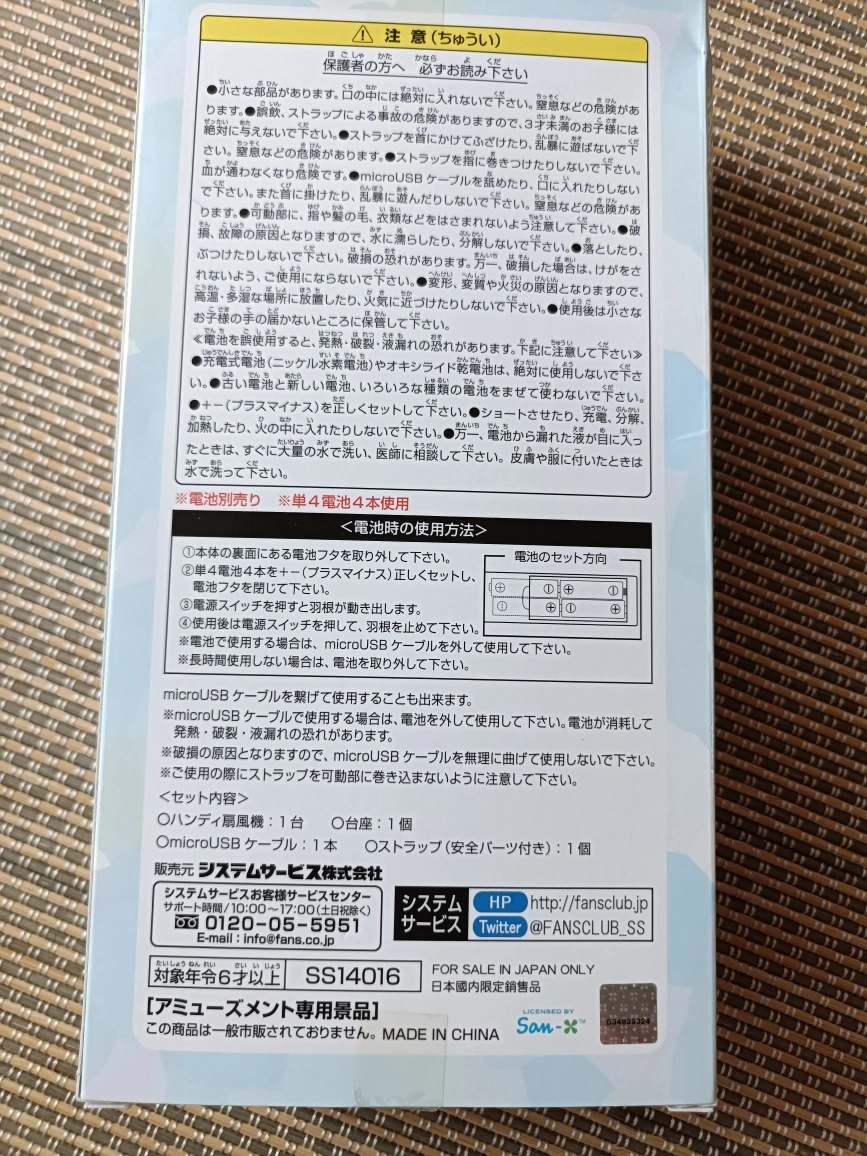 ⚠ 注意(ちゅうい)
保護者の方へ 必ずお読み下さい
●小さな部品があります。口の中には絶対に入れないで下さい。窒息などの危険があ
ります。●誤飲、ストラップによる事故の危険がありますので、3才未満のお子様には
絶対に与えないで下さい。●ストラップを首にかけてふざけたり、乱暴に遊ばないで下
さい。窒息などの危険があります。●ストラップを指に巻きつけたりしないで下さい。
血が通わなくなり危険です。●microUSBケーブルを舐めたり、口に入れたりしない
で下さい。また首に掛けたり、乱暴に遊んだりしないで下さい。窒息などの危険があ
ります。●可動部に、指や髪の毛、衣類などをはさまれないよう注意して下さい。●破
損、故障の原因となりますので、水に濡らしたり、分解しないで下さい。●落としたり、
ぶつけたりしないで下さい。破損の恐れがあります。万一、破損した場合は、けがをさ
れないよう、ご使用にならないで下さい。●変形、変質や火災の原因となりますので、
高温・多湿な場所に放置したり、火気に近づけたりしないで下さい。●使用後は小さな
お子様の手の届かないところに保管して下さい。
≪電池を誤使用すると、発熱・破裂・液漏れの恐れがあります。下記に注意して下さい≫
●充電式電池(ニッケル水素電池)やオキシライド乾電池は、絶対に使用しないで下さ
い。●古い電池と新しい電池、いろいろな種類の電池をまぜて使わないで下さい。
●+−(プラスマイナス)を正しくセットして下さい。●ショートさせたり、充電、分解、
加熱したり、火の中に入れたりしないで下さい。●万一、電池から漏れた液が目に入っ
たときは、すぐに大量の水で洗い、医師に相談して下さい。皮膚や服に付いたときは
水で洗って下さい。
※電池別売り ※単4電池4本使用
<電池時の使用方法>
①本体の裏面にある電池フタを取り外して下さい。
②単4電池4本を+−(プラスマイナス)正しくセットし、
電池フタを閉じて下さい。
③電源スイッチを押すと羽根が動き出します。
④使用後は電源スイッチを押して、羽根を止めて下さい。
※電池で使用する場合は、microUSBケーブルを外して使用して下さい。
※長時間使用しない場合は、電池を取り外して下さい。
電池のセット方向
microUSBケーブルを繋げて使用することも出来ます。
※microUSBケーブルで使用する場合は、電池を外して使用して下さい。電池が消耗して
発熱・破裂・液漏れの恐れがあります。
※破損の原因となりますので、microUSBケーブルを無理に曲げて使用しないで下さい。
※ご使用の際にストラップを可動部に巻き込まないように注意して下さい。
<セット内容>
○ハンディ扇風機:1台 ○台座:1個
○microUSBケーブル:1本 ○ストラップ(安全パーツ付き):1個
販売元 システムサービス株式会社
システムサービスお客様サービスセンター
サポート時間/10:00〜17:00(土日祝除く)
0120-05-5951
E-mail:info@fans.co.jp
システム
サービス
HP http://fansclub.jp
Twitter @FANSCLUB_SS
対象年令6才以上 SS14016
FOR SALE IN JAPAN ONLY
日本国内限定銷售品
[アミューズメント専用景品]
この商品は一般市販されておりません。MADE IN CHINA
LICENSED BY
San-X™